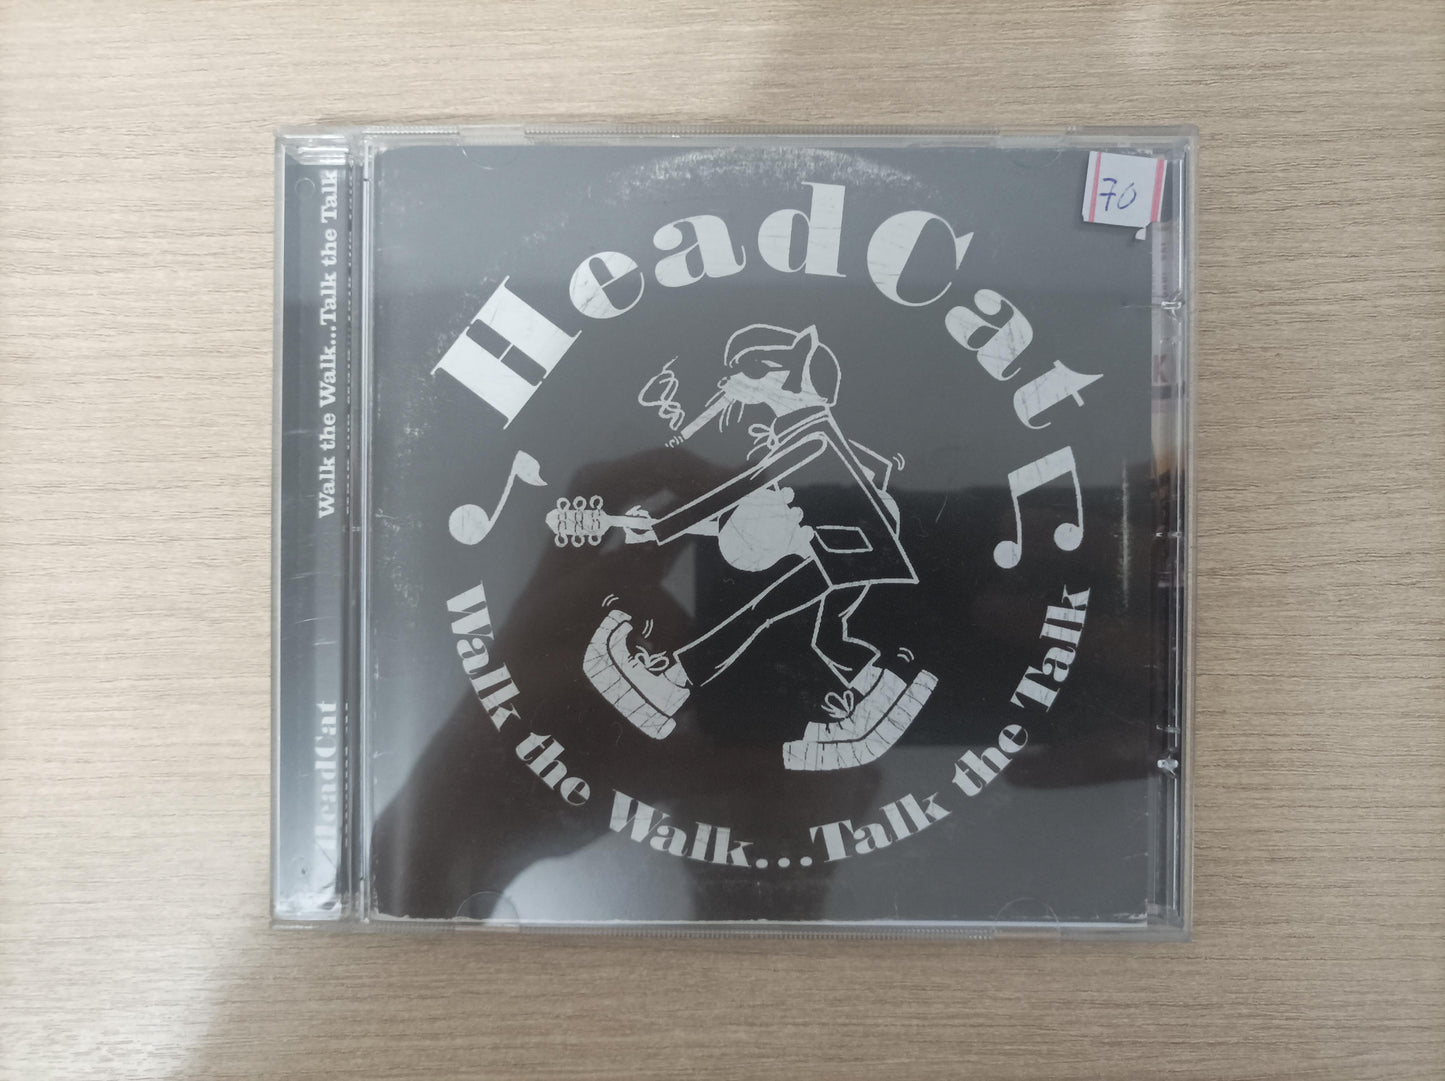 HeadCat
Walk the Walk...Talk the Talk
70
HeadCat
Walk the Walk...Talk the Talk